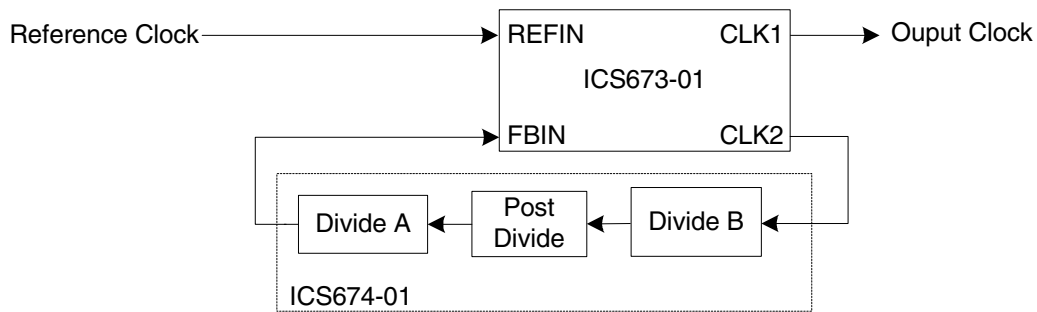 Reference Clock
REFIN
CLK1
Ouput Clock
ICS673-01
FBIN
CLK2
Divide A
Post
Divide
Divide B
ICS674-01